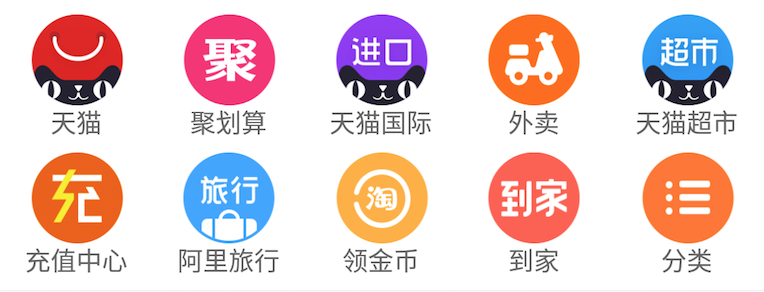 聚
进口
超市
天猫
聚划算
天猫国际
外卖
天猫超市
充
旅行
淘
到家
充值中心
阿里旅行
领金币
到家
分类